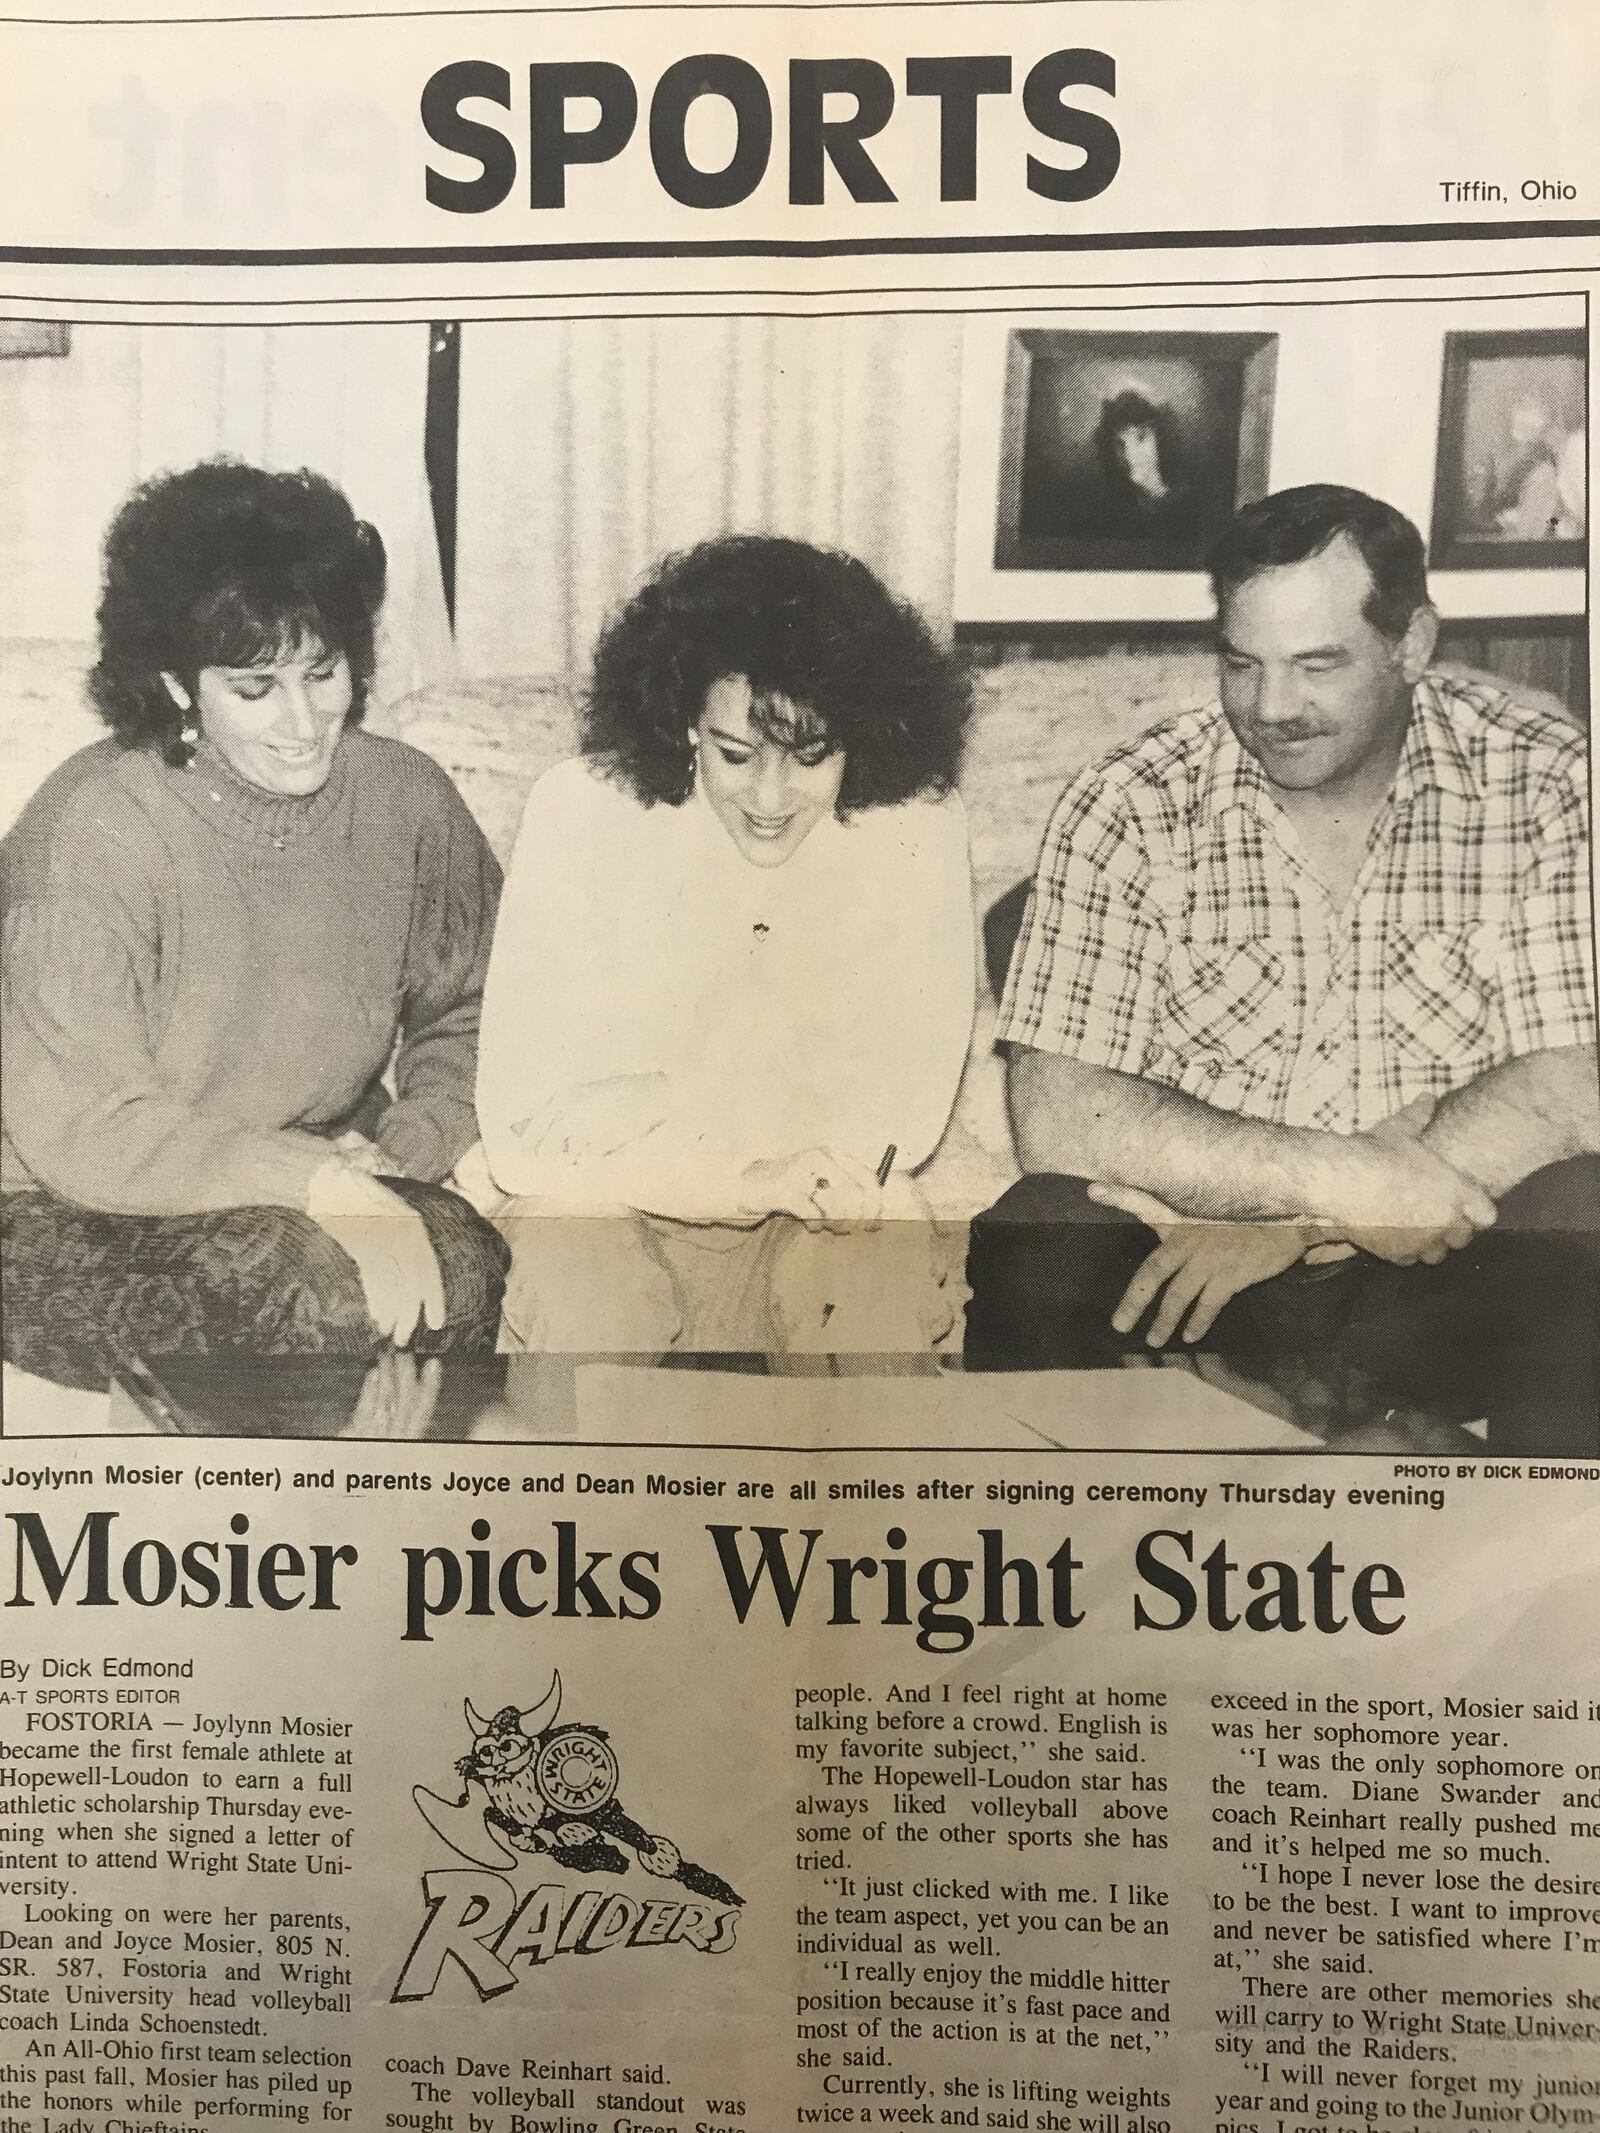 SPORTS
Tiffin, Ohio
PHOTO BY DICK EDMOND
Joylynn Mosier (center) and parents Joyce and Dean Mosier are all smiles after signing ceremony Thursday evening
Mosier picks Wright State
By Dick Edmond
A-T SPORTS EDITOR
FOSTORIA — Joylynn Mosier
became the first female athlete at
Hopewell-Loudon to earn a full
athletic scholarship Thursday eve-
ning when she signed a letter of
intent to attend Wright State Uni-
versity.
Looking on were her parents,
Dean and Joyce Mosier, 805 N.
SR. 587, Fostoria and Wright
State University head volleyball
coach Linda Schoenstedt.
An All-Ohio first team selection
this past fall, Mosier has piled up
the honors while performing for
the Lady Chieftains.
WRIGHT
STATE
RAIDERS
coach Dave Reinhart said.
The volleyball standout was
sought by Bowling Green State
people. And I feel right at home
talking before a crowd. English is
my favorite subject,'' she said.
The Hopewell-Loudon star has
always liked volleyball above
some of the other sports she has
tried.
''It just clicked with me. I like
the team aspect, yet you can be an
individual as well.
''I really enjoy the middle hitter
position because it's fast pace and
most of the action is at the net,''
she said.
Currently, she is lifting weights
twice a week and said she will also
exceed in the sport, Mosier said it
was her sophomore year.
''I was the only sophomore on
the team. Diane Swander and
coach Reinhart really pushed me
and it's helped me so much.
''I hope I never lose the desire
to be the best. I want to improve
and never be satisfied where I'm
at,'' she said.
There are other memories she
will carry to Wright State Univer-
sity and the Raiders.
''I will never forget my junior
year and going to the Junior Olym-
pics. I got to be